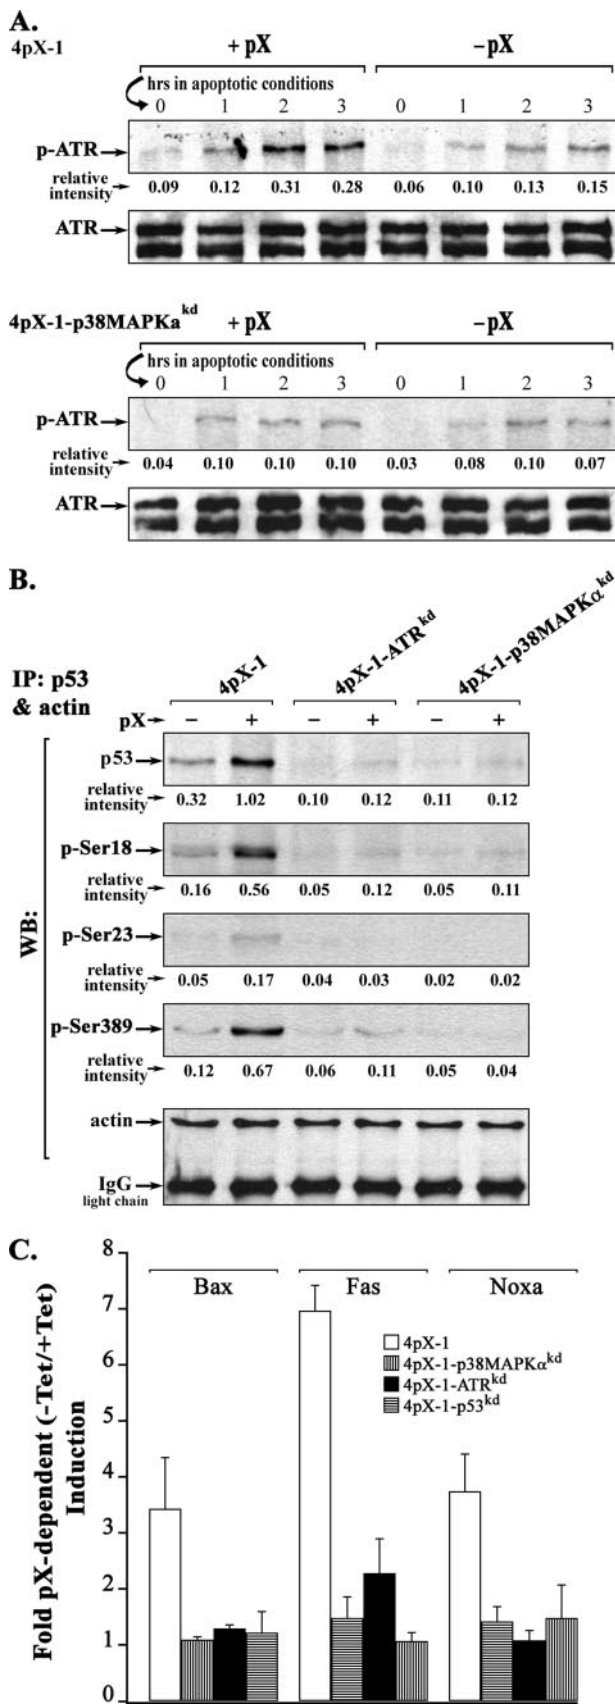 A.
4pX-1
+ pX
– pX
hrs in apoptotic conditions
0 1 2 3 0 1 2 3
p-ATR
relative intensity 0.09 0.12 0.31 0.28 0.06 0.10 0.13 0.15
ATR
4pX-1-p38MAPKa^kd
+ pX
– pX
hrs in apoptotic conditions
0 1 2 3 0 1 2 3
p-ATR
relative intensity 0.04 0.10 0.10 0.10 0.03 0.08 0.10 0.07
ATR
B.
IP: p53
& actin
4pX-1
4pX-1-ATR^kd
4pX-1-p38MAPKα^kd
pX – + – + – +
WB:
p53
relative intensity 0.32 1.02 0.10 0.12 0.11 0.12
p-Ser18
relative intensity 0.16 0.56 0.05 0.12 0.05 0.11
p-Ser23
relative intensity 0.05 0.17 0.04 0.03 0.02 0.02
p-Ser389
relative intensity 0.12 0.67 0.06 0.11 0.05 0.04
actin
IgG
light chain
C.
Fold pX-dependent (-Tet/+Tet)
Induction
8
7
6
5
4
3
2
1
0
Bax
Fas
Noxa
4pX-1
4pX-1-p38MAPKα^kd
4pX-1-ATR^kd
4pX-1-p53^kd